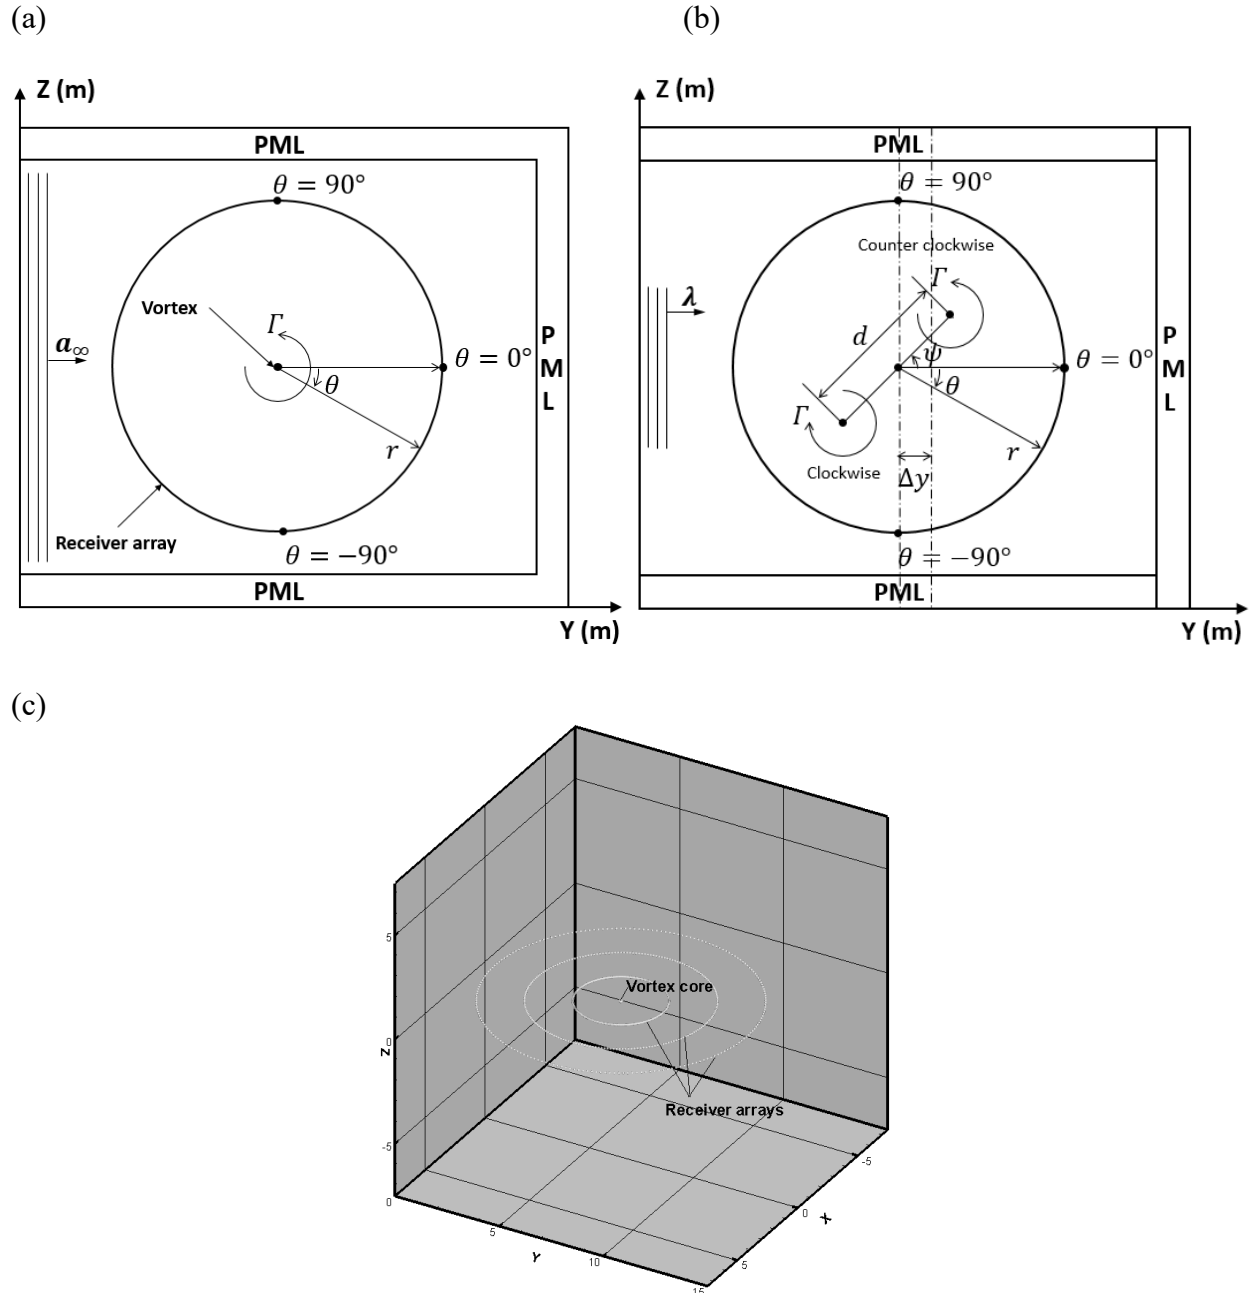 (a)
Z (m)
PML
θ = 90°
Vortex
Γ
a∞
θ = 0°
θ
r
P
M
L
Receiver array
θ = −90°
PML
Y (m)
(b)
Z (m)
PML
θ = 90°
Counter clockwise
Γ
λ
d
ψ
θ = 0°
θ
P
M
L
Γ
r
Clockwise
Δy
θ = −90°
PML
Y (m)
(c)
5
Vortex core
0
Z
Receiver arrays
-5
-5
0
0
X
5
Y
10
5
15